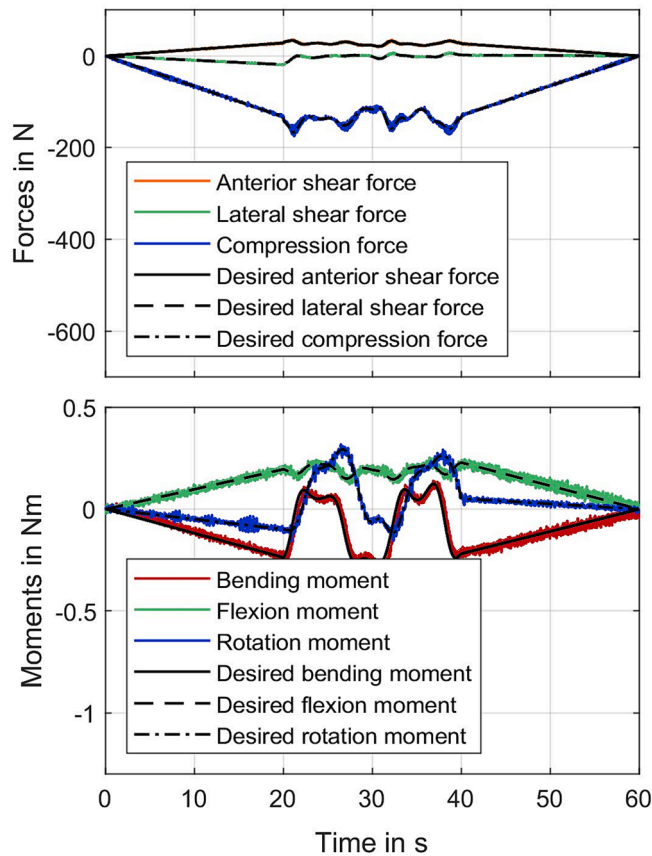 0
-200
-400
-600
Forces in N
Anterior shear force
Lateral shear force
Compression force
Desired anterior shear force
Desired lateral shear force
Desired compression force
0.5
0
-0.5
-1
Moments in Nm
Bending moment
Flexion moment
Rotation moment
Desired bending moment
Desired flexion moment
Desired rotation moment
0 10 20 30 40 50 60
Time in s